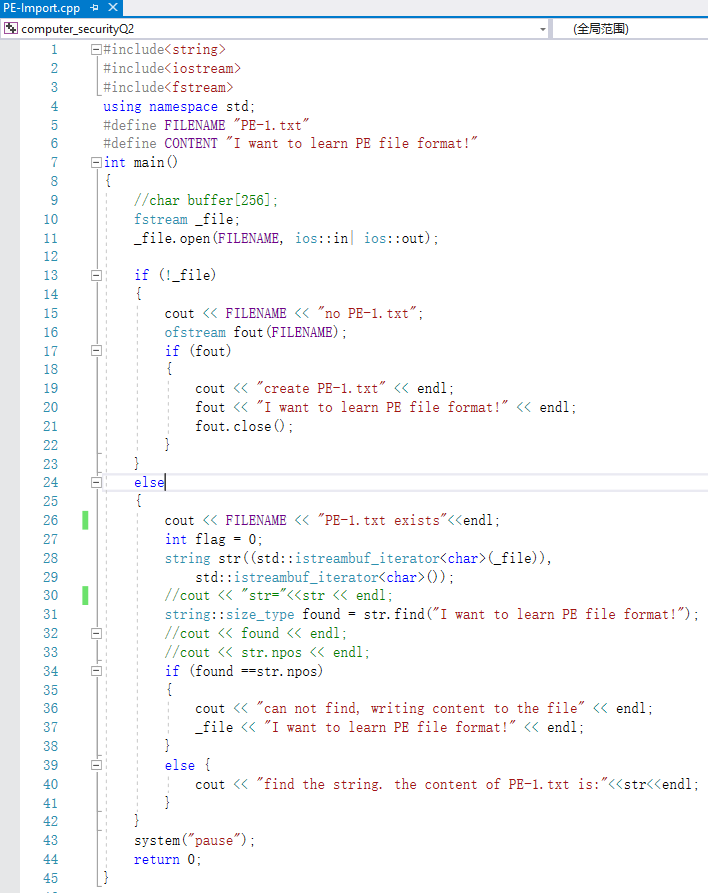 PE-Import.cpp
computer_securityQ2 (全局范围)
1 #include<string>
2 #include<iostream>
3 #include<fstream>
4 using namespace std;
5 #define FILENAME "PE-1.txt"
6 #define CONTENT "I want to learn PE file format!"
7 int main()
8 {
9 //char buffer[256];
10 fstream _file;
11 _file.open(FILENAME, ios::in| ios::out);
12
13 if (!_file)
14 {
15 cout << FILENAME << "no PE-1.txt";
16 ofstream fout(FILENAME);
17 if (fout)
18 {
19 cout << "create PE-1.txt" << endl;
20 fout << "I want to learn PE file format!" << endl;
21 fout.close();
22 }
23 }
24 else
25 {
26 cout << FILENAME << "PE-1.txt exists"<<endl;
27 int flag = 0;
28 string str((std::istreambuf_iterator<char>(_file)),
29 std::istreambuf_iterator<char>());
30 //cout << "str="<<str << endl;
31 string::size_type found = str.find("I want to learn PE file format!");
32 //cout << found << endl;
33 //cout << str.npos << endl;
34 if (found ==str.npos)
35 {
36 cout << "can not find, writing content to the file" << endl;
37 _file << "I want to learn PE file format!" << endl;
38 }
39 else {
40 cout << "find the string. the content of PE-1.txt is:"<<str<<endl;
41 }
42 }
43 system("pause");
44 return 0;
45 }